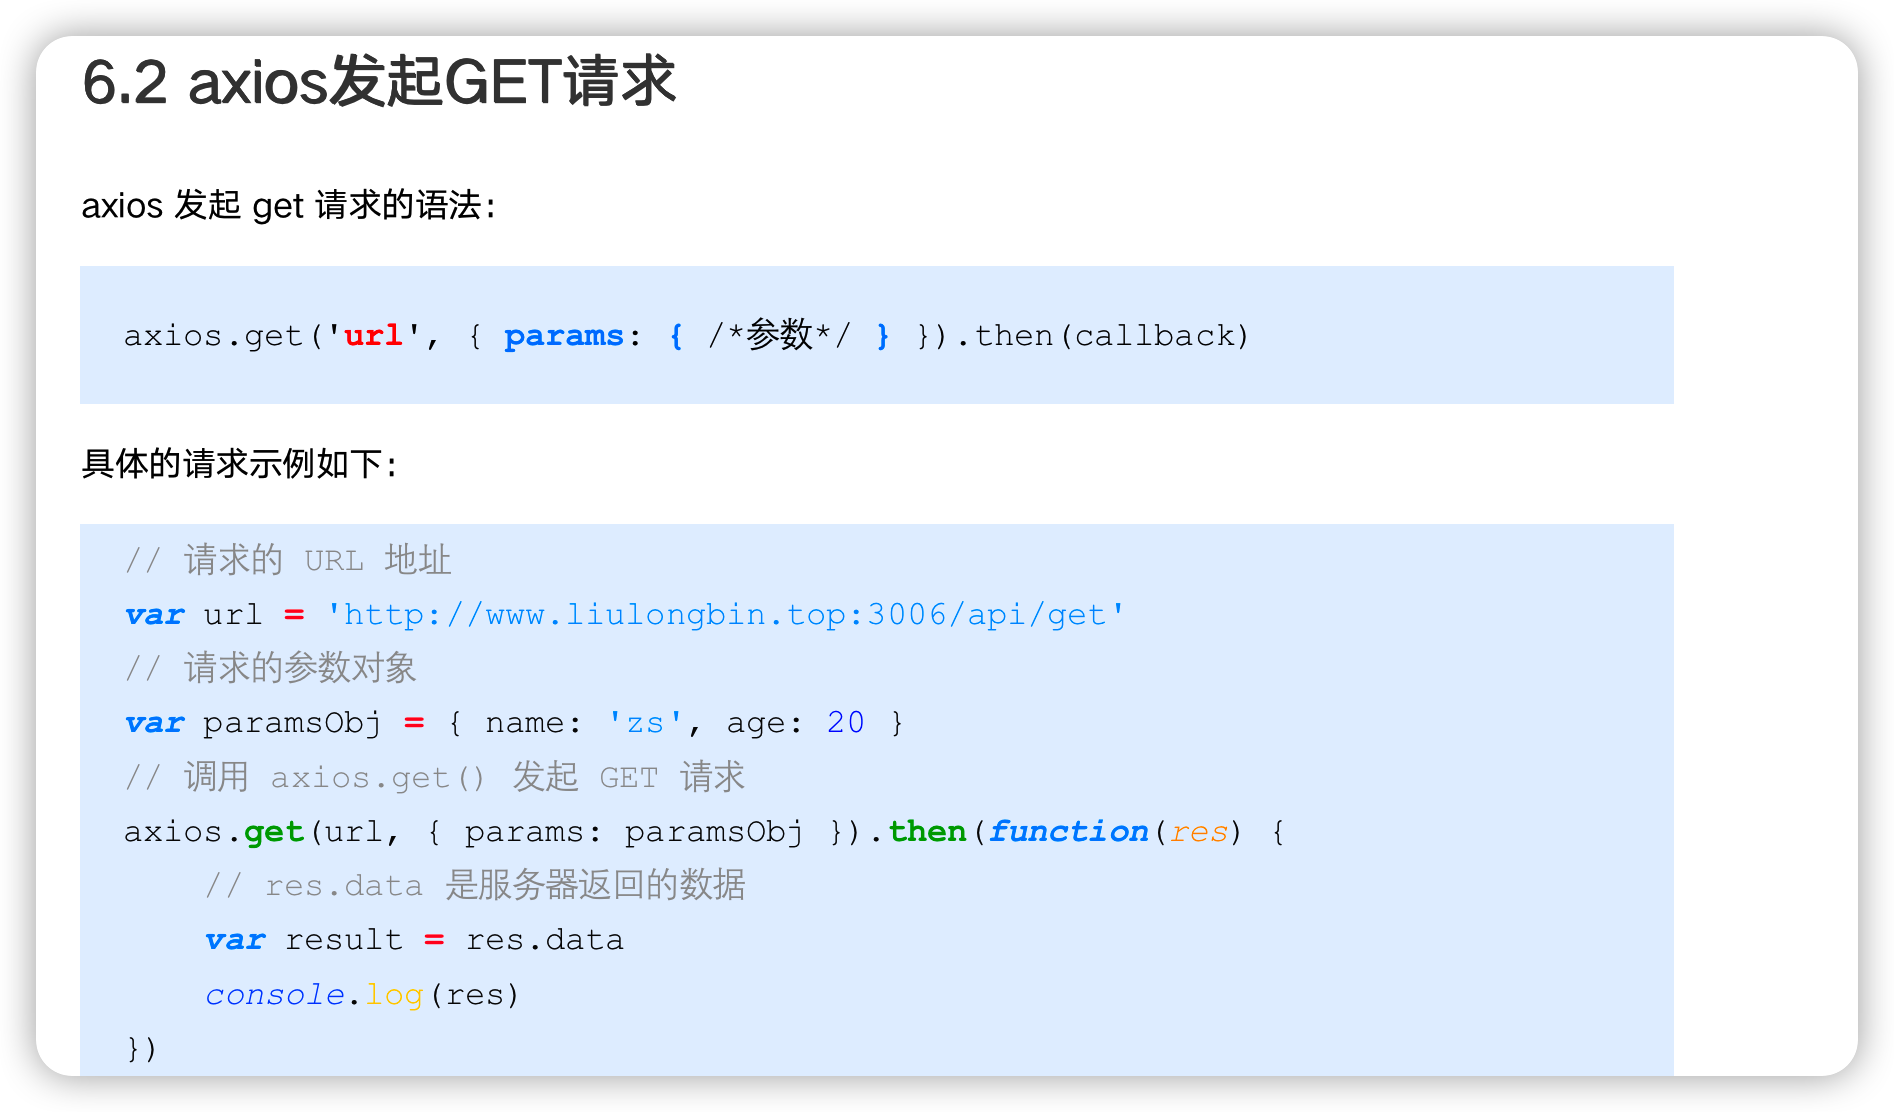 6.2 axios发起GET请求
axios 发起 get 请求的语法：
axios.get('url', { params: { /*参数*/ } }).then(callback)
具体的请求示例如下：
// 请求的 URL 地址
var url = 'http://www.liulongbin.top:3006/api/get'
// 请求的参数对象
var paramsObj = { name: 'zs', age: 20 }
// 调用 axios.get() 发起 GET 请求
axios.get(url, { params: paramsObj }).then(function(res) {
    // res.data 是服务器返回的数据
    var result = res.data
    console.log(res)
})